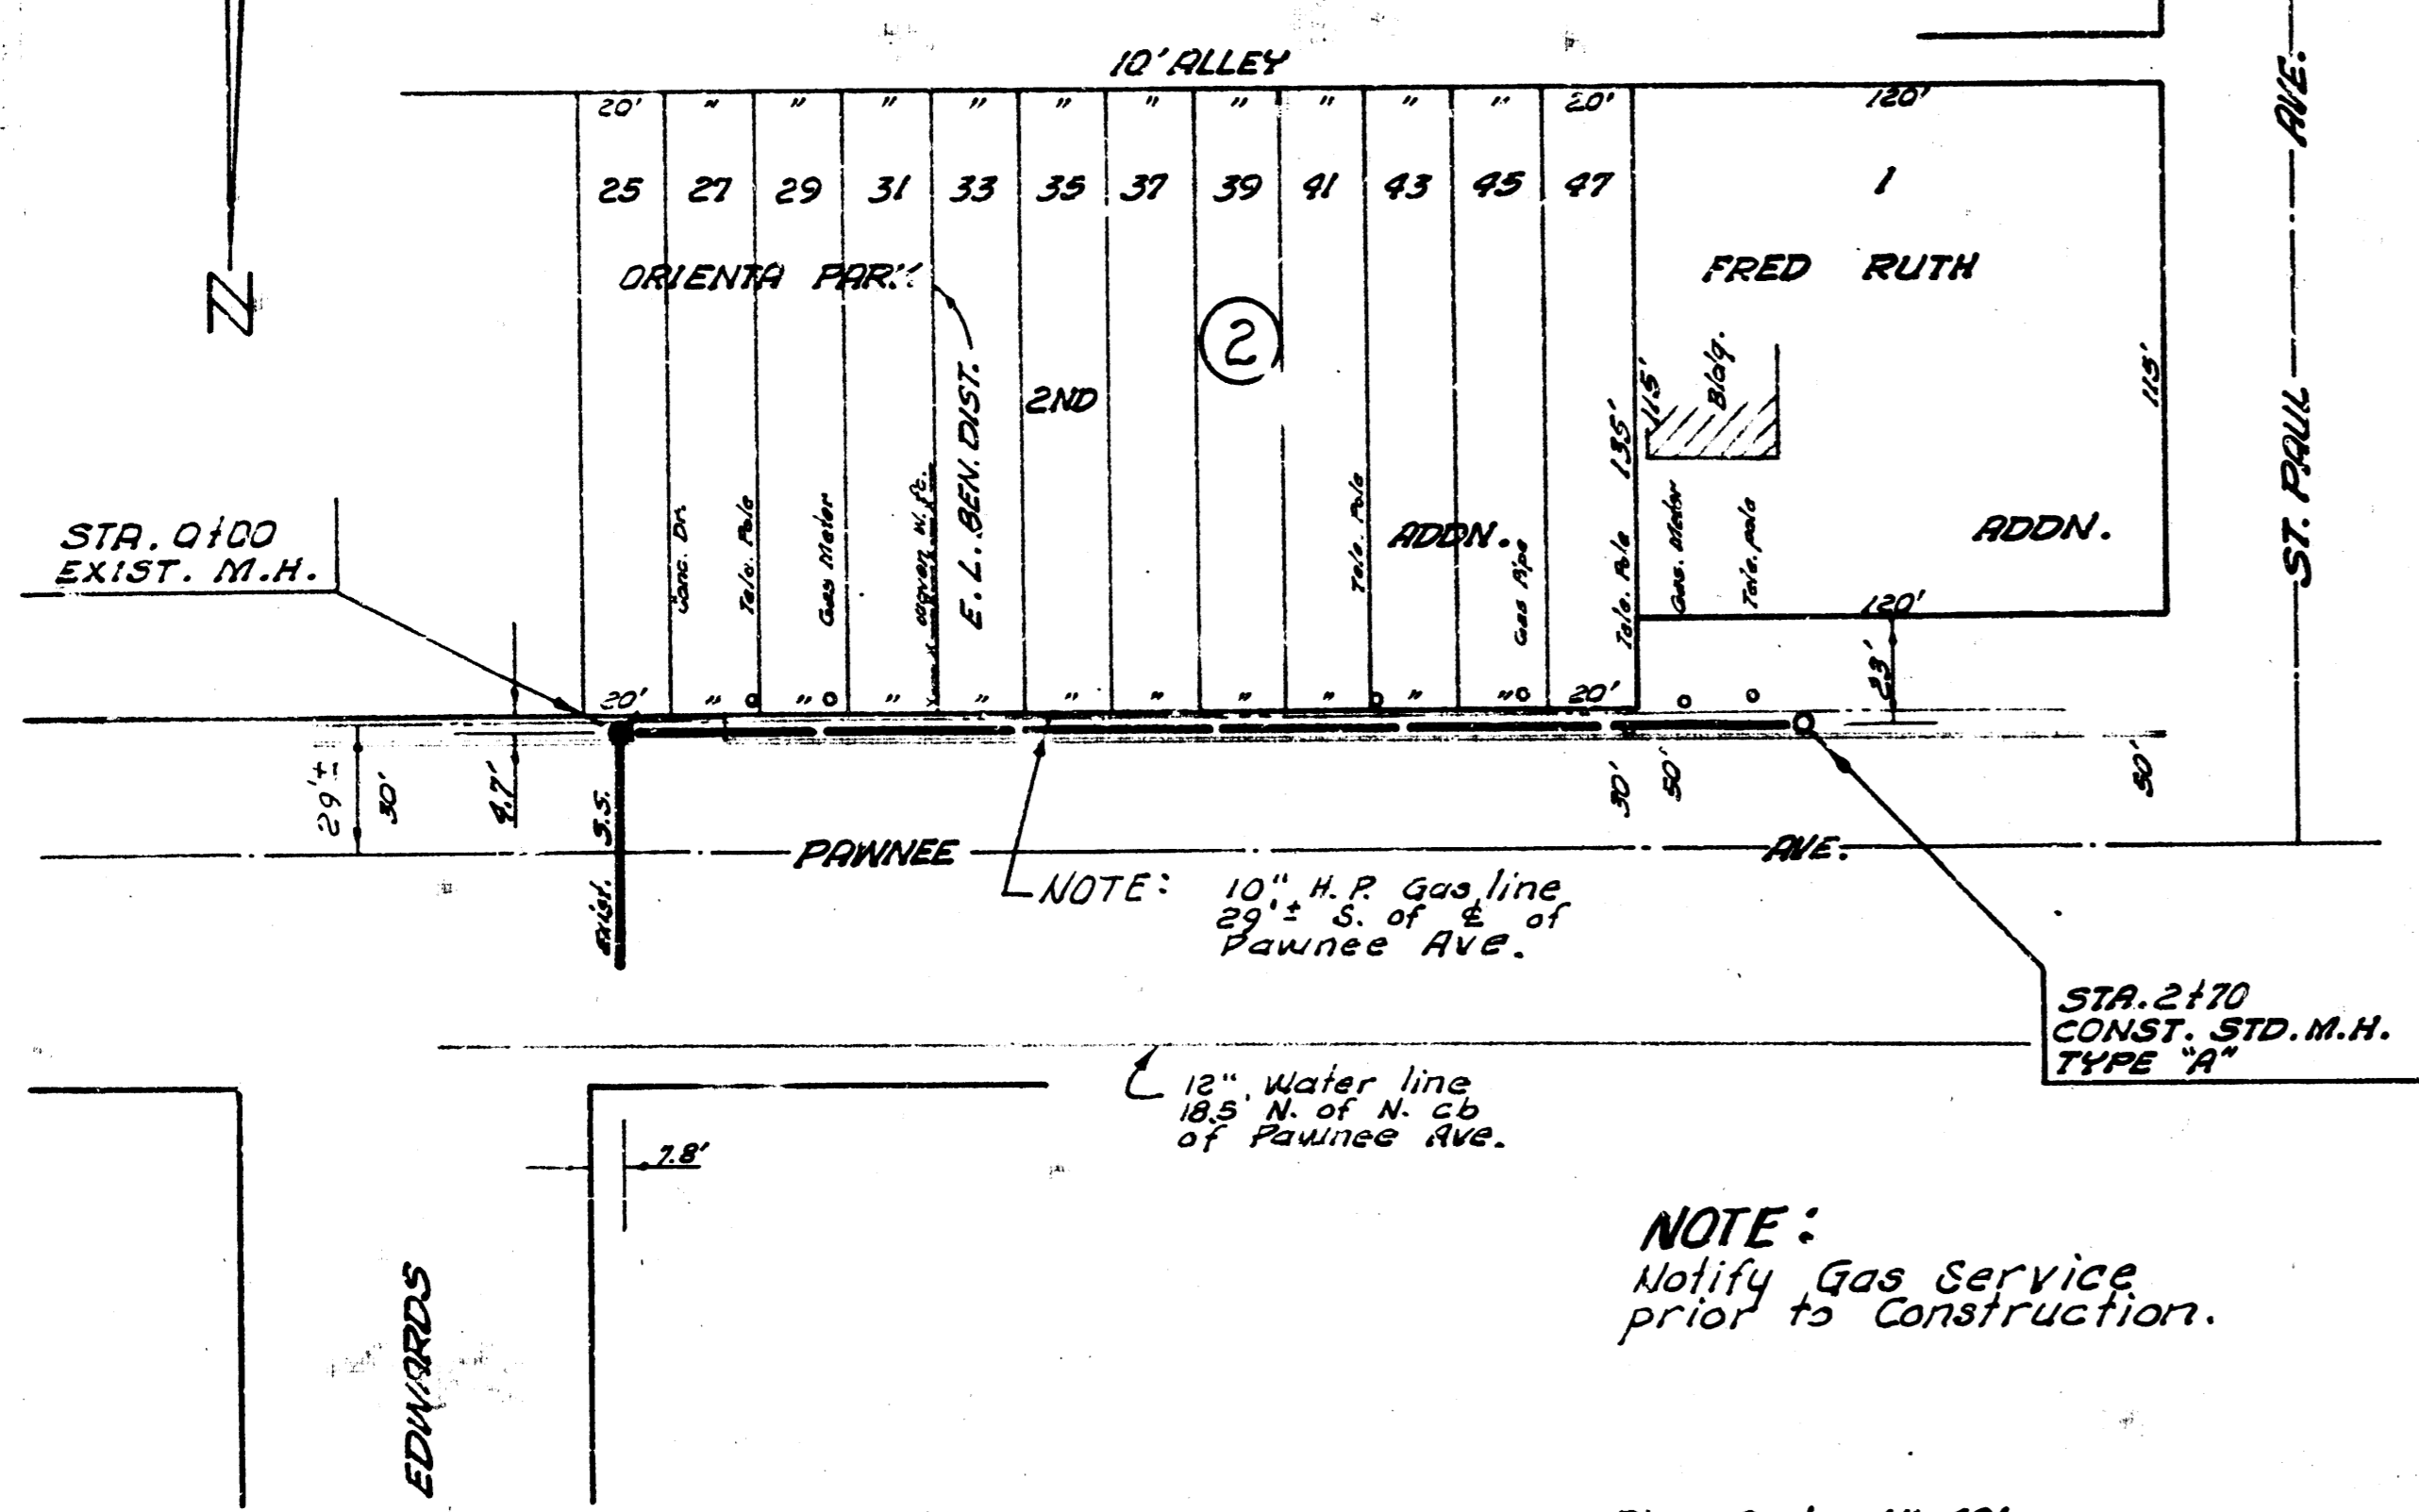 10' ALLEY
20' " " " " " " " " " " 20' 120'
25 27 29 31 33 35 37 39 41 43 45 47 1
ORIENTA PARK
FRED RUTH
2
2ND
E. L. BEN. DIST.
Bldg.
115'
115'
135'
ADDN.
ADDN.
ST. PAUL AVE.
N
STA. 0+00
EXIST. M.H.
Conc. Dr.
Tele. Pole
Gas Meter
Tele. Pole
Gas Pipe
Tele. Pole
Gas. Meter
Tele. pole
120'
23'
20' " " " " " " " " " " 20'
29'±
30'
4.7'
Exist. S.S.
30'
50'
50'
PAWNEE AVE.
NOTE: 10" H.P. Gas line
29'± S. of ℄ of
Pawnee Ave.
STA. 2+70
CONST. STD. M.H.
TYPE "A"
12" Water line
18.5' N. of N. cb
of Pawnee Ave.
7.8'
EDWARDS
NOTE:
Notify Gas Service
prior to Construction.